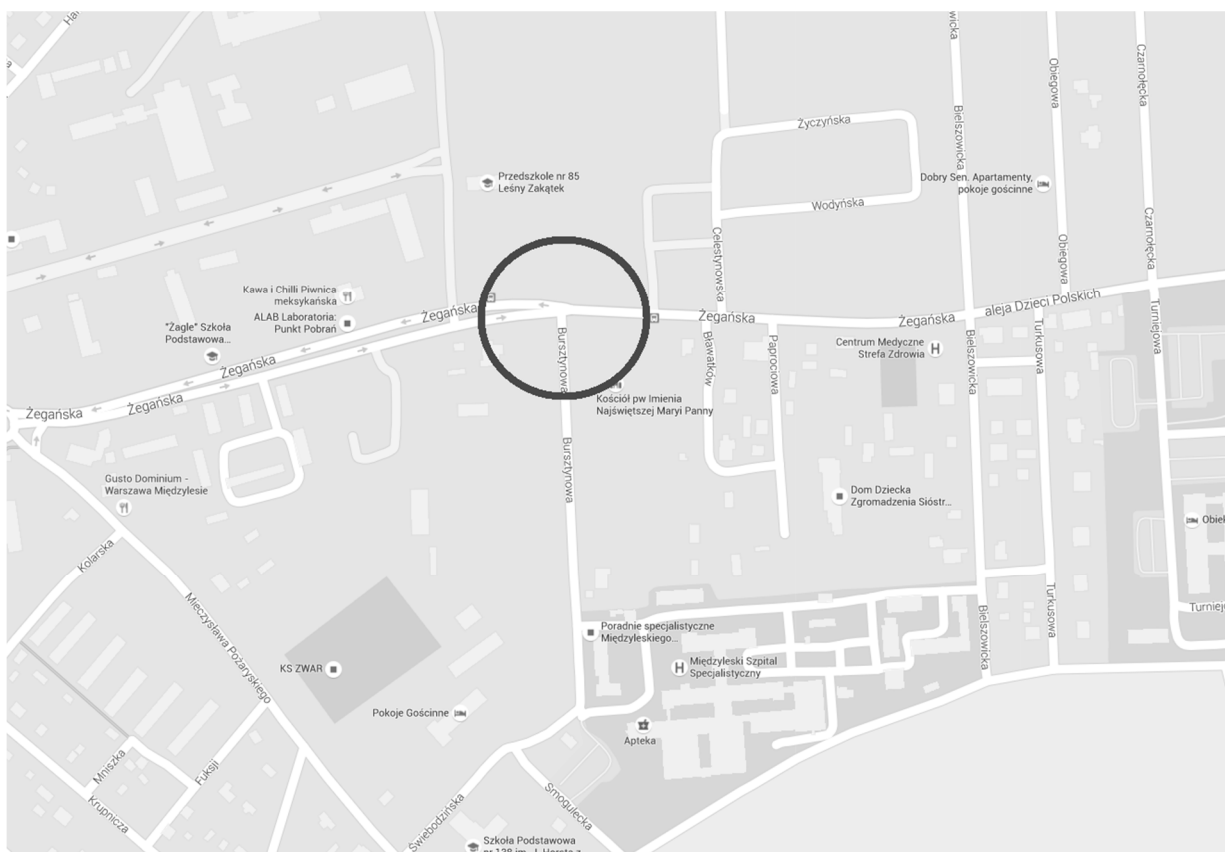 Życzyńska
Bielszowicka
Obiegowa
Czarnołęcka
Przedszkole nr 85
Leśny Zakątek
Dobry Sen. Apartamenty,
pokoje gościnne
Wodyńska
Celestynowska
Obiegowa
Czarnołęcka
Kawa i Chilli Piwnica
meksykańska
ALAB Laboratoria:
Punkt Pobrań
"Żagle" Szkoła
Podstawowa...
Żegańska
Żegańska
Żegańska
aleja Dzieci Polskich
Żegańska
Żegańska
Żegańska
Bursztynowa
Bławatków
Paprociowa
Centrum Medyczne
Strefa Zdrowia
Bielszowicka
Turkusowa
Turniejowa
Kościół pw Imienia
Najświętszej Maryi Panny
Bursztynowa
Gusto Dominium -
Warszawa Międzylesie
Dom Dziecka
Zgromadzenia Sióstr...
Kolarska
Mieczysława Pożaryskiego
Poradnie specjalistyczne
Międzyleskiego...
Międzyleski Szpital
Specjalistyczny
Bielszowicka
Turkusowa
KS ZWAR
Pokoje Gościnne
Apteka
Mniszka
Fuksji
Krupnicza
Świebodzińska
Smogulecka
Szkoła Podstawowa